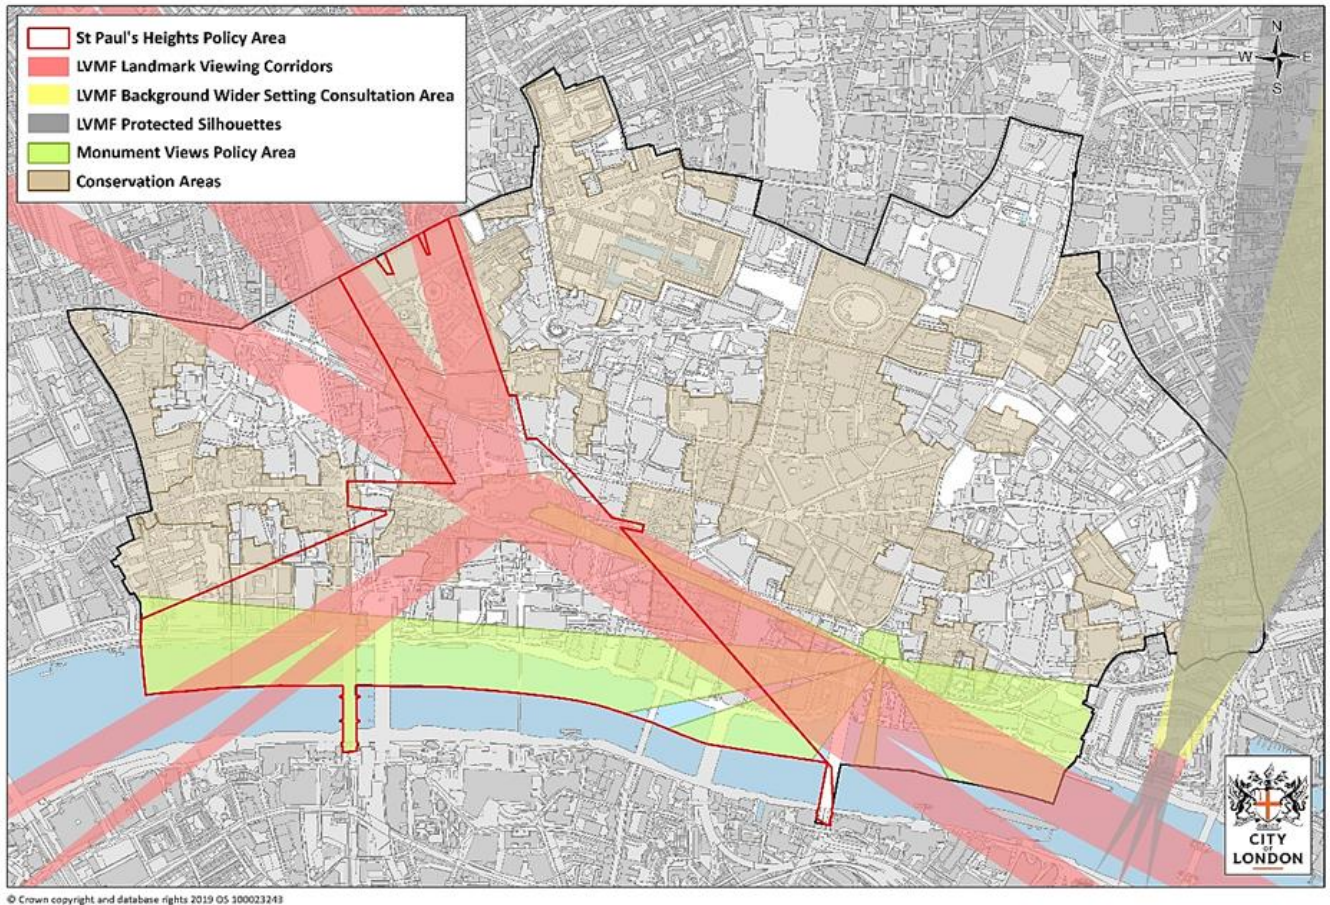 St Paul's Heights Policy Area
LVMF Landmark Viewing Corridors
LVMF Background Wider Setting Consultation Area
LVMF Protected Silhouettes
Monument Views Policy Area
Conservation Areas
N
W E
S
CITY
OF
LONDON
© Crown copyright and database rights 2019 OS 100023243